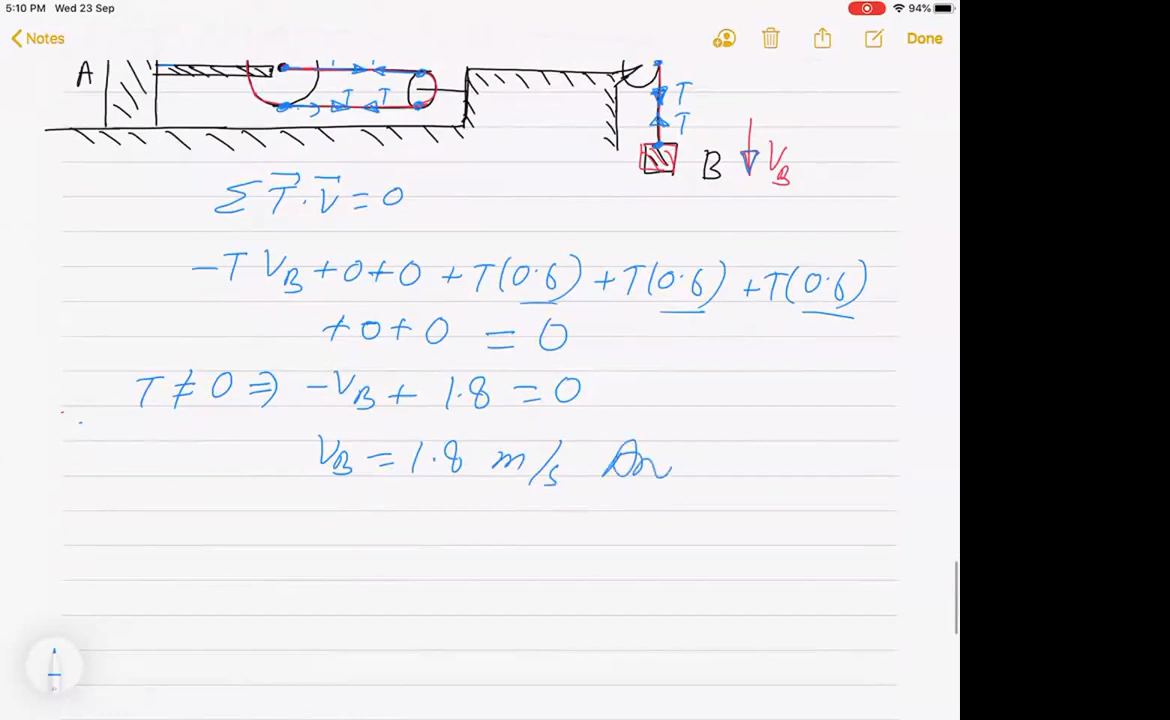 5:10 PM Wed 23 Sep 94%
Notes Done
A
T T
T
T
B V_B
Σ T⃗ · v⃗ = 0
-T V_B + 0 + 0 + T(0.6) + T(0.6) + T(0.6)
+ 0 + 0 = 0
T ≠ 0 ⇒ -V_B + 1.8 = 0
V_B = 1.8 m/s